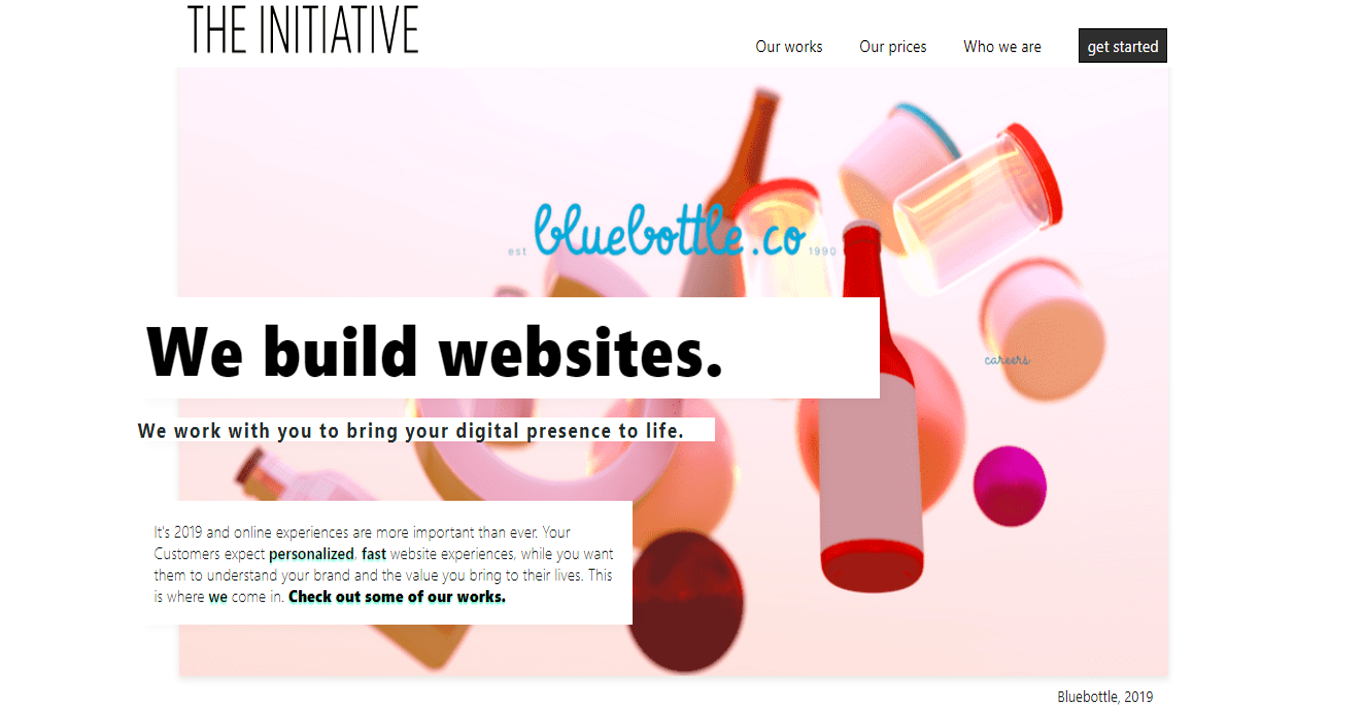 THE INITIATIVE
Our works
Our prices
Who we are
get started
est bluebottle.co 1990
We build websites.
careers
We work with you to bring your digital presence to life.
It's 2019 and online experiences are more important than ever. Your
Customers expect personalized, fast website experiences, while you want
them to understand your brand and the value you bring to their lives. This
is where we come in. Check out some of our works.
Bluebottle, 2019